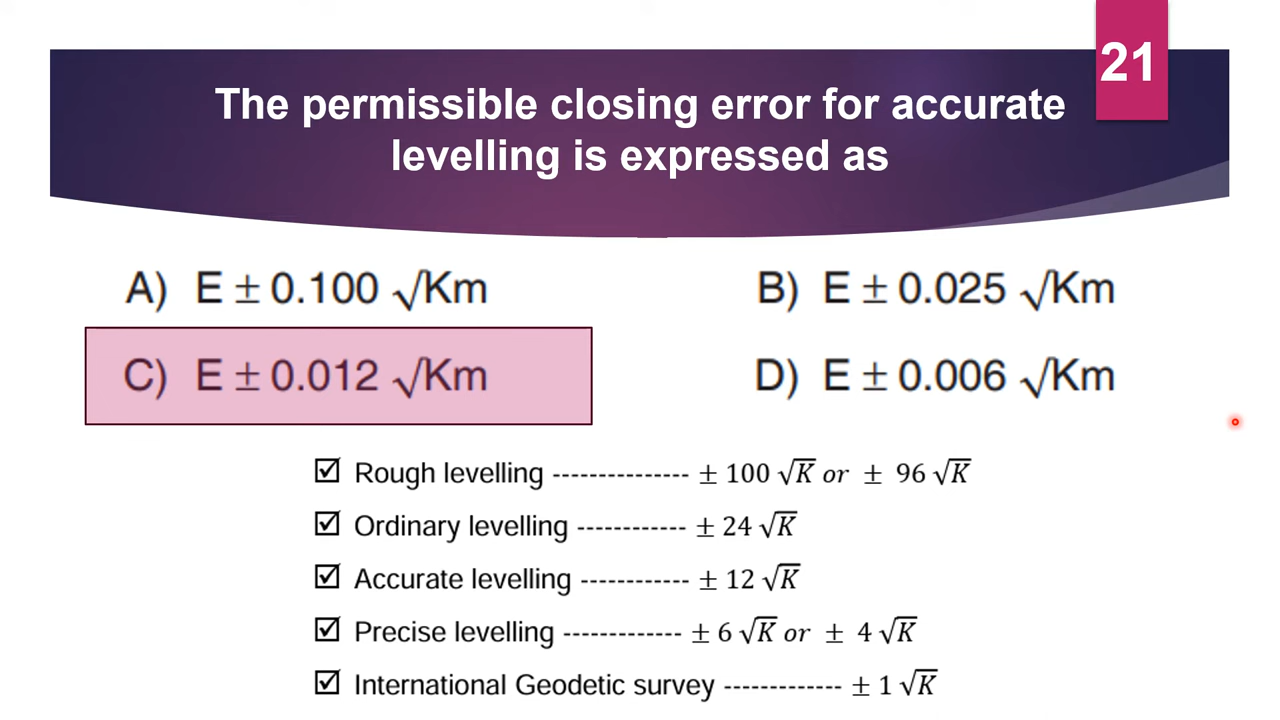 21
The permissible closing error for accurate
levelling is expressed as
A) E ± 0.100 √Km
B) E ± 0.025 √Km
C) E ± 0.012 √Km
D) E ± 0.006 √Km
☑ Rough levelling --------------- ± 100 √K or ± 96 √K
☑ Ordinary levelling ------------ ± 24 √K
☑ Accurate levelling ------------ ± 12 √K
☑ Precise levelling ------------- ± 6 √K or ± 4 √K
☑ International Geodetic survey ------------- ± 1 √K